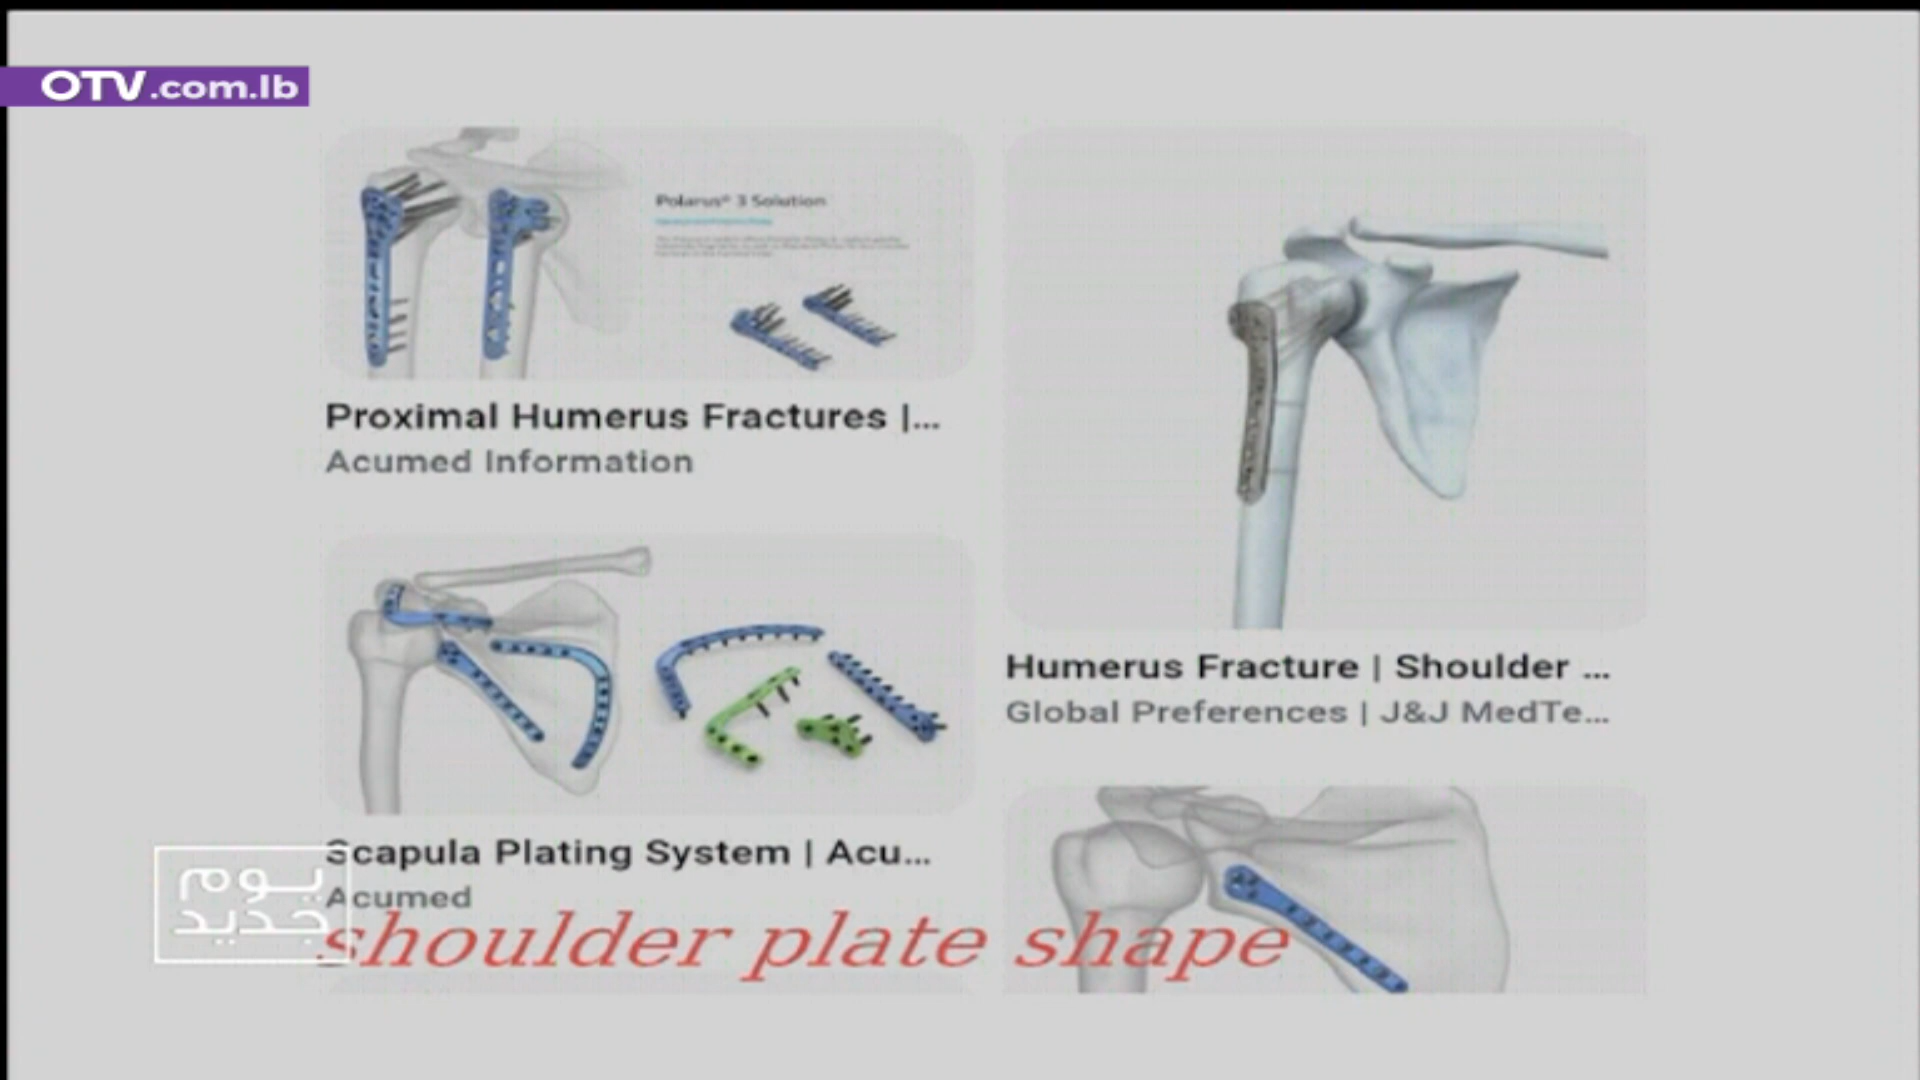 OTV.com.lb
Polarus® 3 Solution
Proximal Humerus Fractures |...
Acumed Information
Humerus Fracture | Shoulder ...
Global Preferences | J&J MedTe...
Scapula Plating System | Acu...
Acumed
يوم
جديد
shoulder plate shape